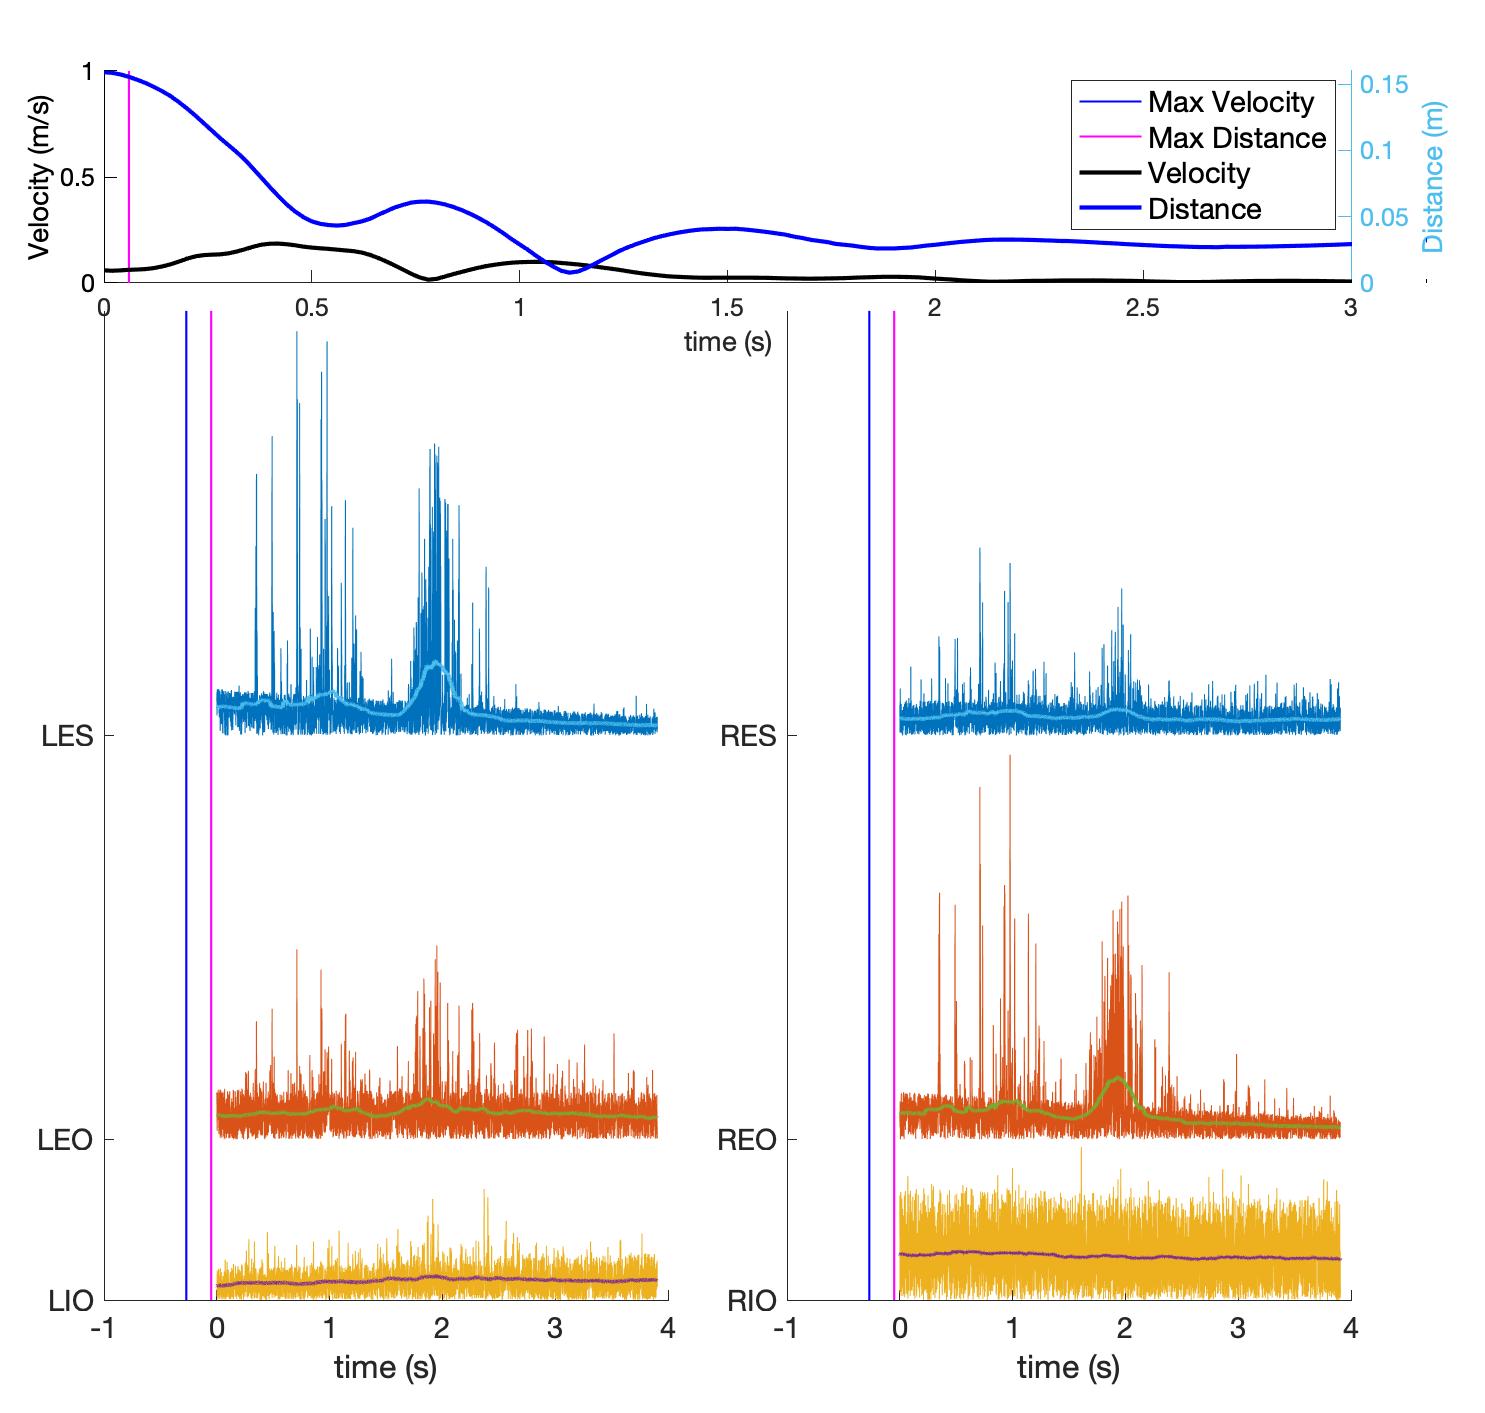 Velocity (m/s)
1
0.5
0
Max Velocity
Max Distance
Velocity
Distance
0.15
0.1
0.05
0
Distance (m)
0 0.5 1 1.5 2 2.5 3
time (s)
LES
LEO
LIO
-1 0 1 2 3 4
time (s)
RES
REO
RIO
-1 0 1 2 3 4
time (s)